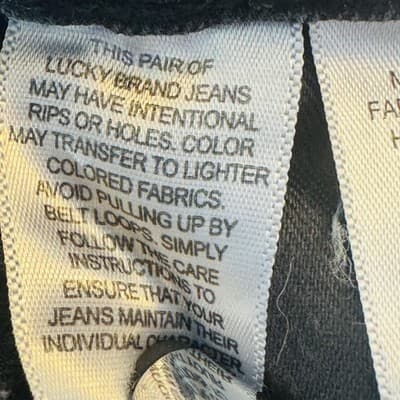 THIS PAIR OF
LUCKY BRAND JEANS
MAY HAVE INTENTIONAL
RIPS OR HOLES. COLOR
MAY TRANSFER TO LIGHTER
COLORED FABRICS.
AVOID PULLING UP BY
BELT LOOPS. SIMPLY
FOLLOW THE CARE
INSTRUCTIONS TO
ENSURE THAT YOUR
JEANS MAINTAIN THEIR
INDIVIDUAL CHARACTER.